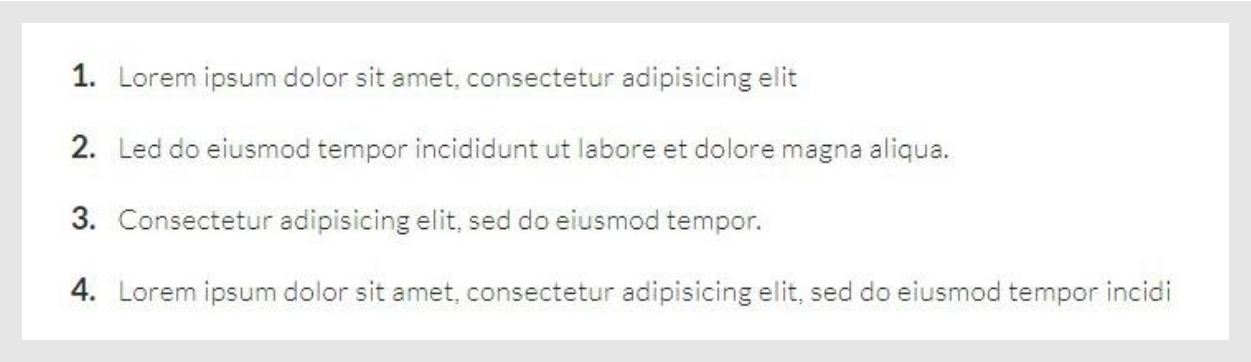 1. Lorem ipsum dolor sit amet, consectetur adipisicing elit
2. Led do eiusmod tempor incididunt ut labore et dolore magna aliqua.
3. Consectetur adipisicing elit, sed do eiusmod tempor.
4. Lorem ipsum dolor sit amet, consectetur adipisicing elit, sed do eiusmod tempor incidi